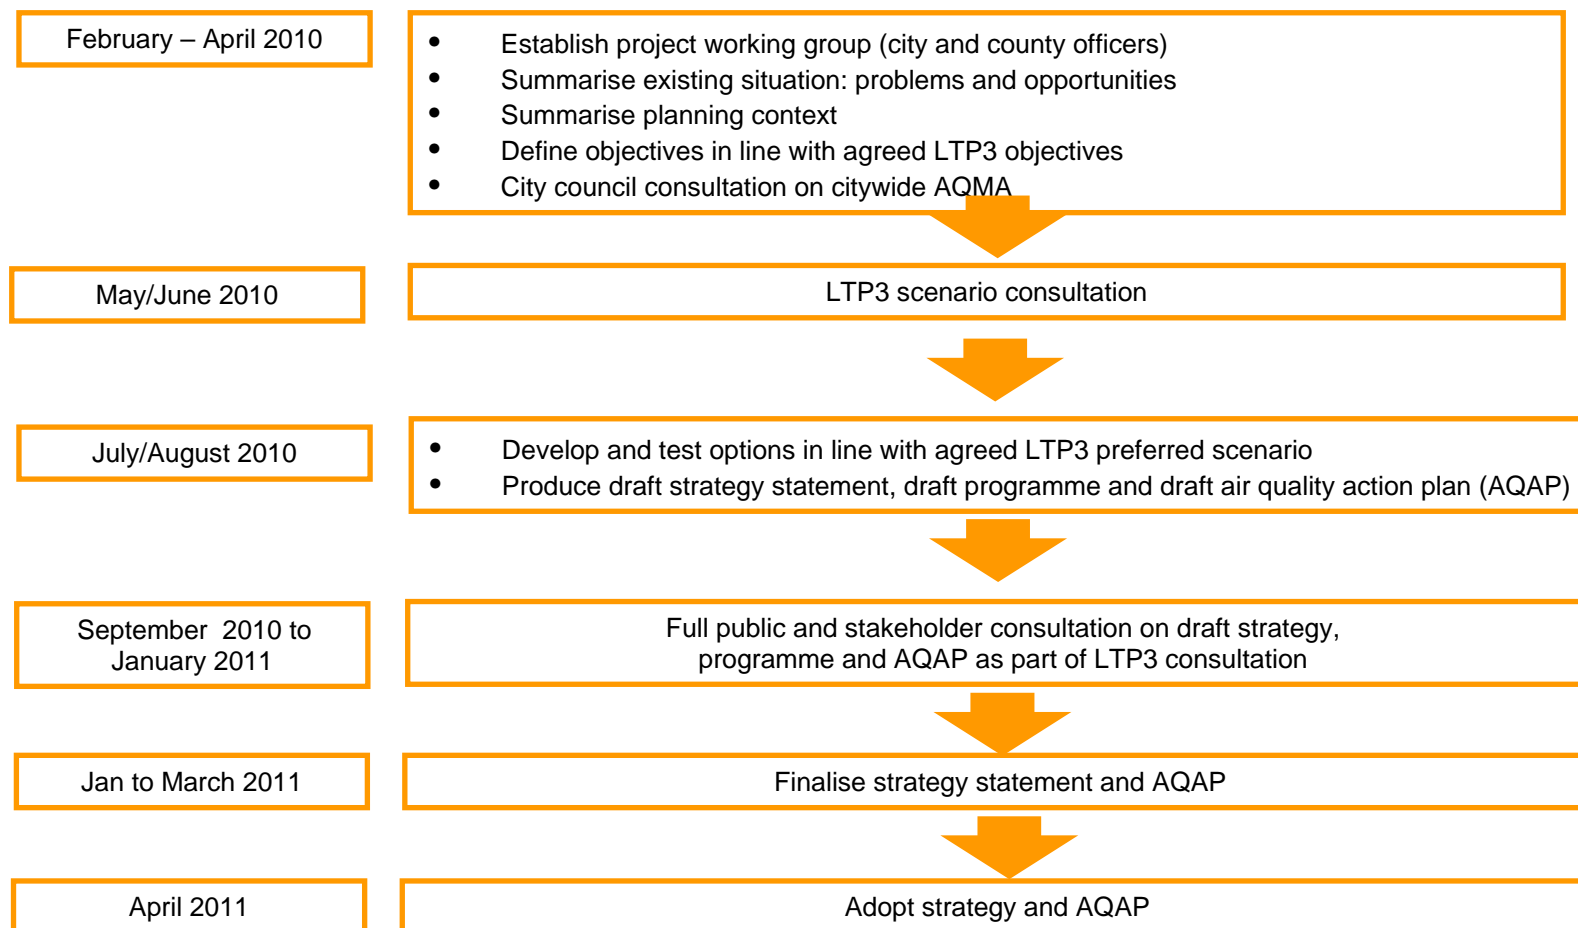 February – April 2010
• Establish project working group (city and county officers)
• Summarise existing situation: problems and opportunities
• Summarise planning context
• Define objectives in line with agreed LTP3 objectives
• City council consultation on citywide AQMA
May/June 2010
LTP3 scenario consultation
July/August 2010
• Develop and test options in line with agreed LTP3 preferred scenario
• Produce draft strategy statement, draft programme and draft air quality action plan (AQAP)
September 2010 to
January 2011
Full public and stakeholder consultation on draft strategy,
programme and AQAP as part of LTP3 consultation
Jan to March 2011
Finalise strategy statement and AQAP
April 2011
Adopt strategy and AQAP